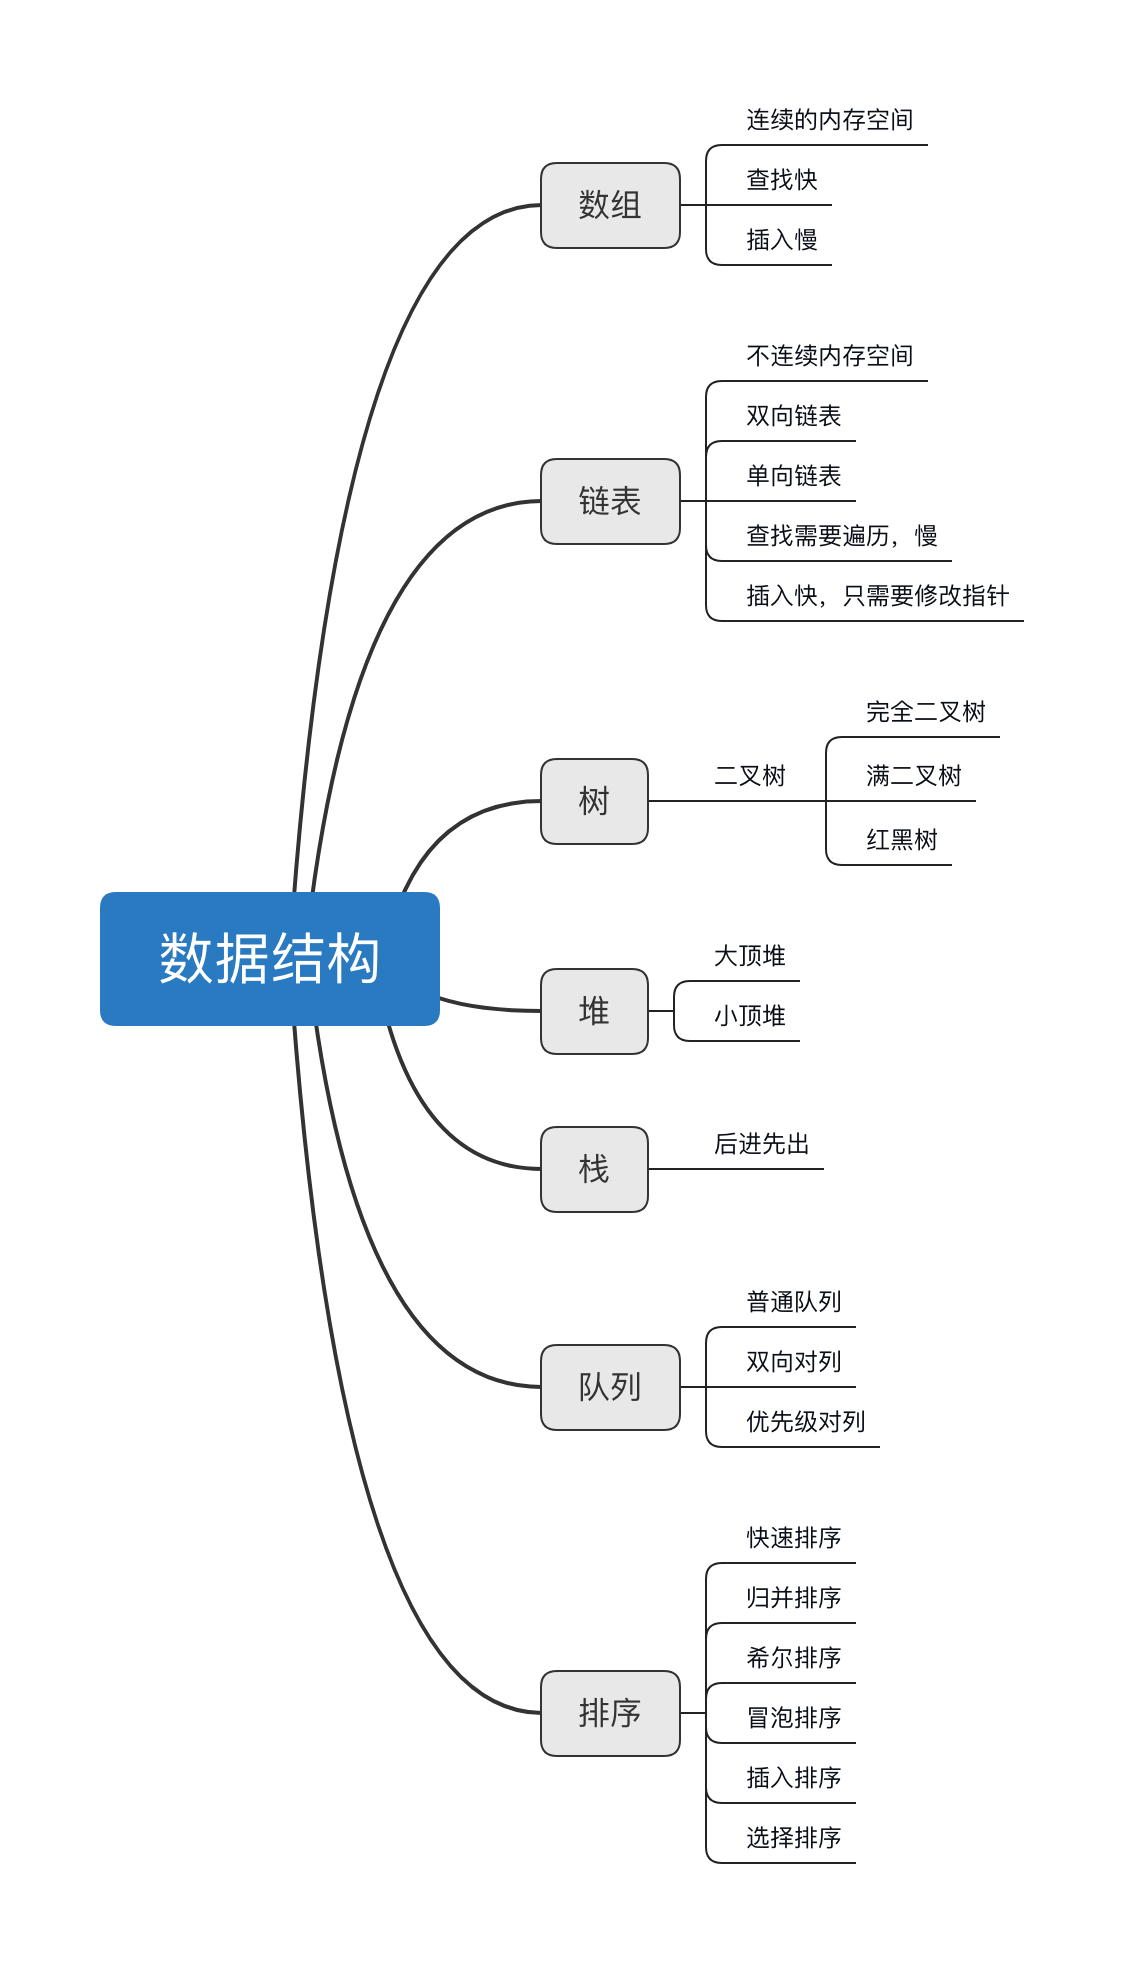 数据结构
数组
连续的内存空间
查找快
插入慢
链表
不连续内存空间
双向链表
单向链表
查找需要遍历，慢
插入快，只需要修改指针
树
二叉树
完全二叉树
满二叉树
红黑树
堆
大顶堆
小顶堆
栈
后进先出
队列
普通队列
双向对列
优先级对列
排序
快速排序
归并排序
希尔排序
冒泡排序
插入排序
选择排序